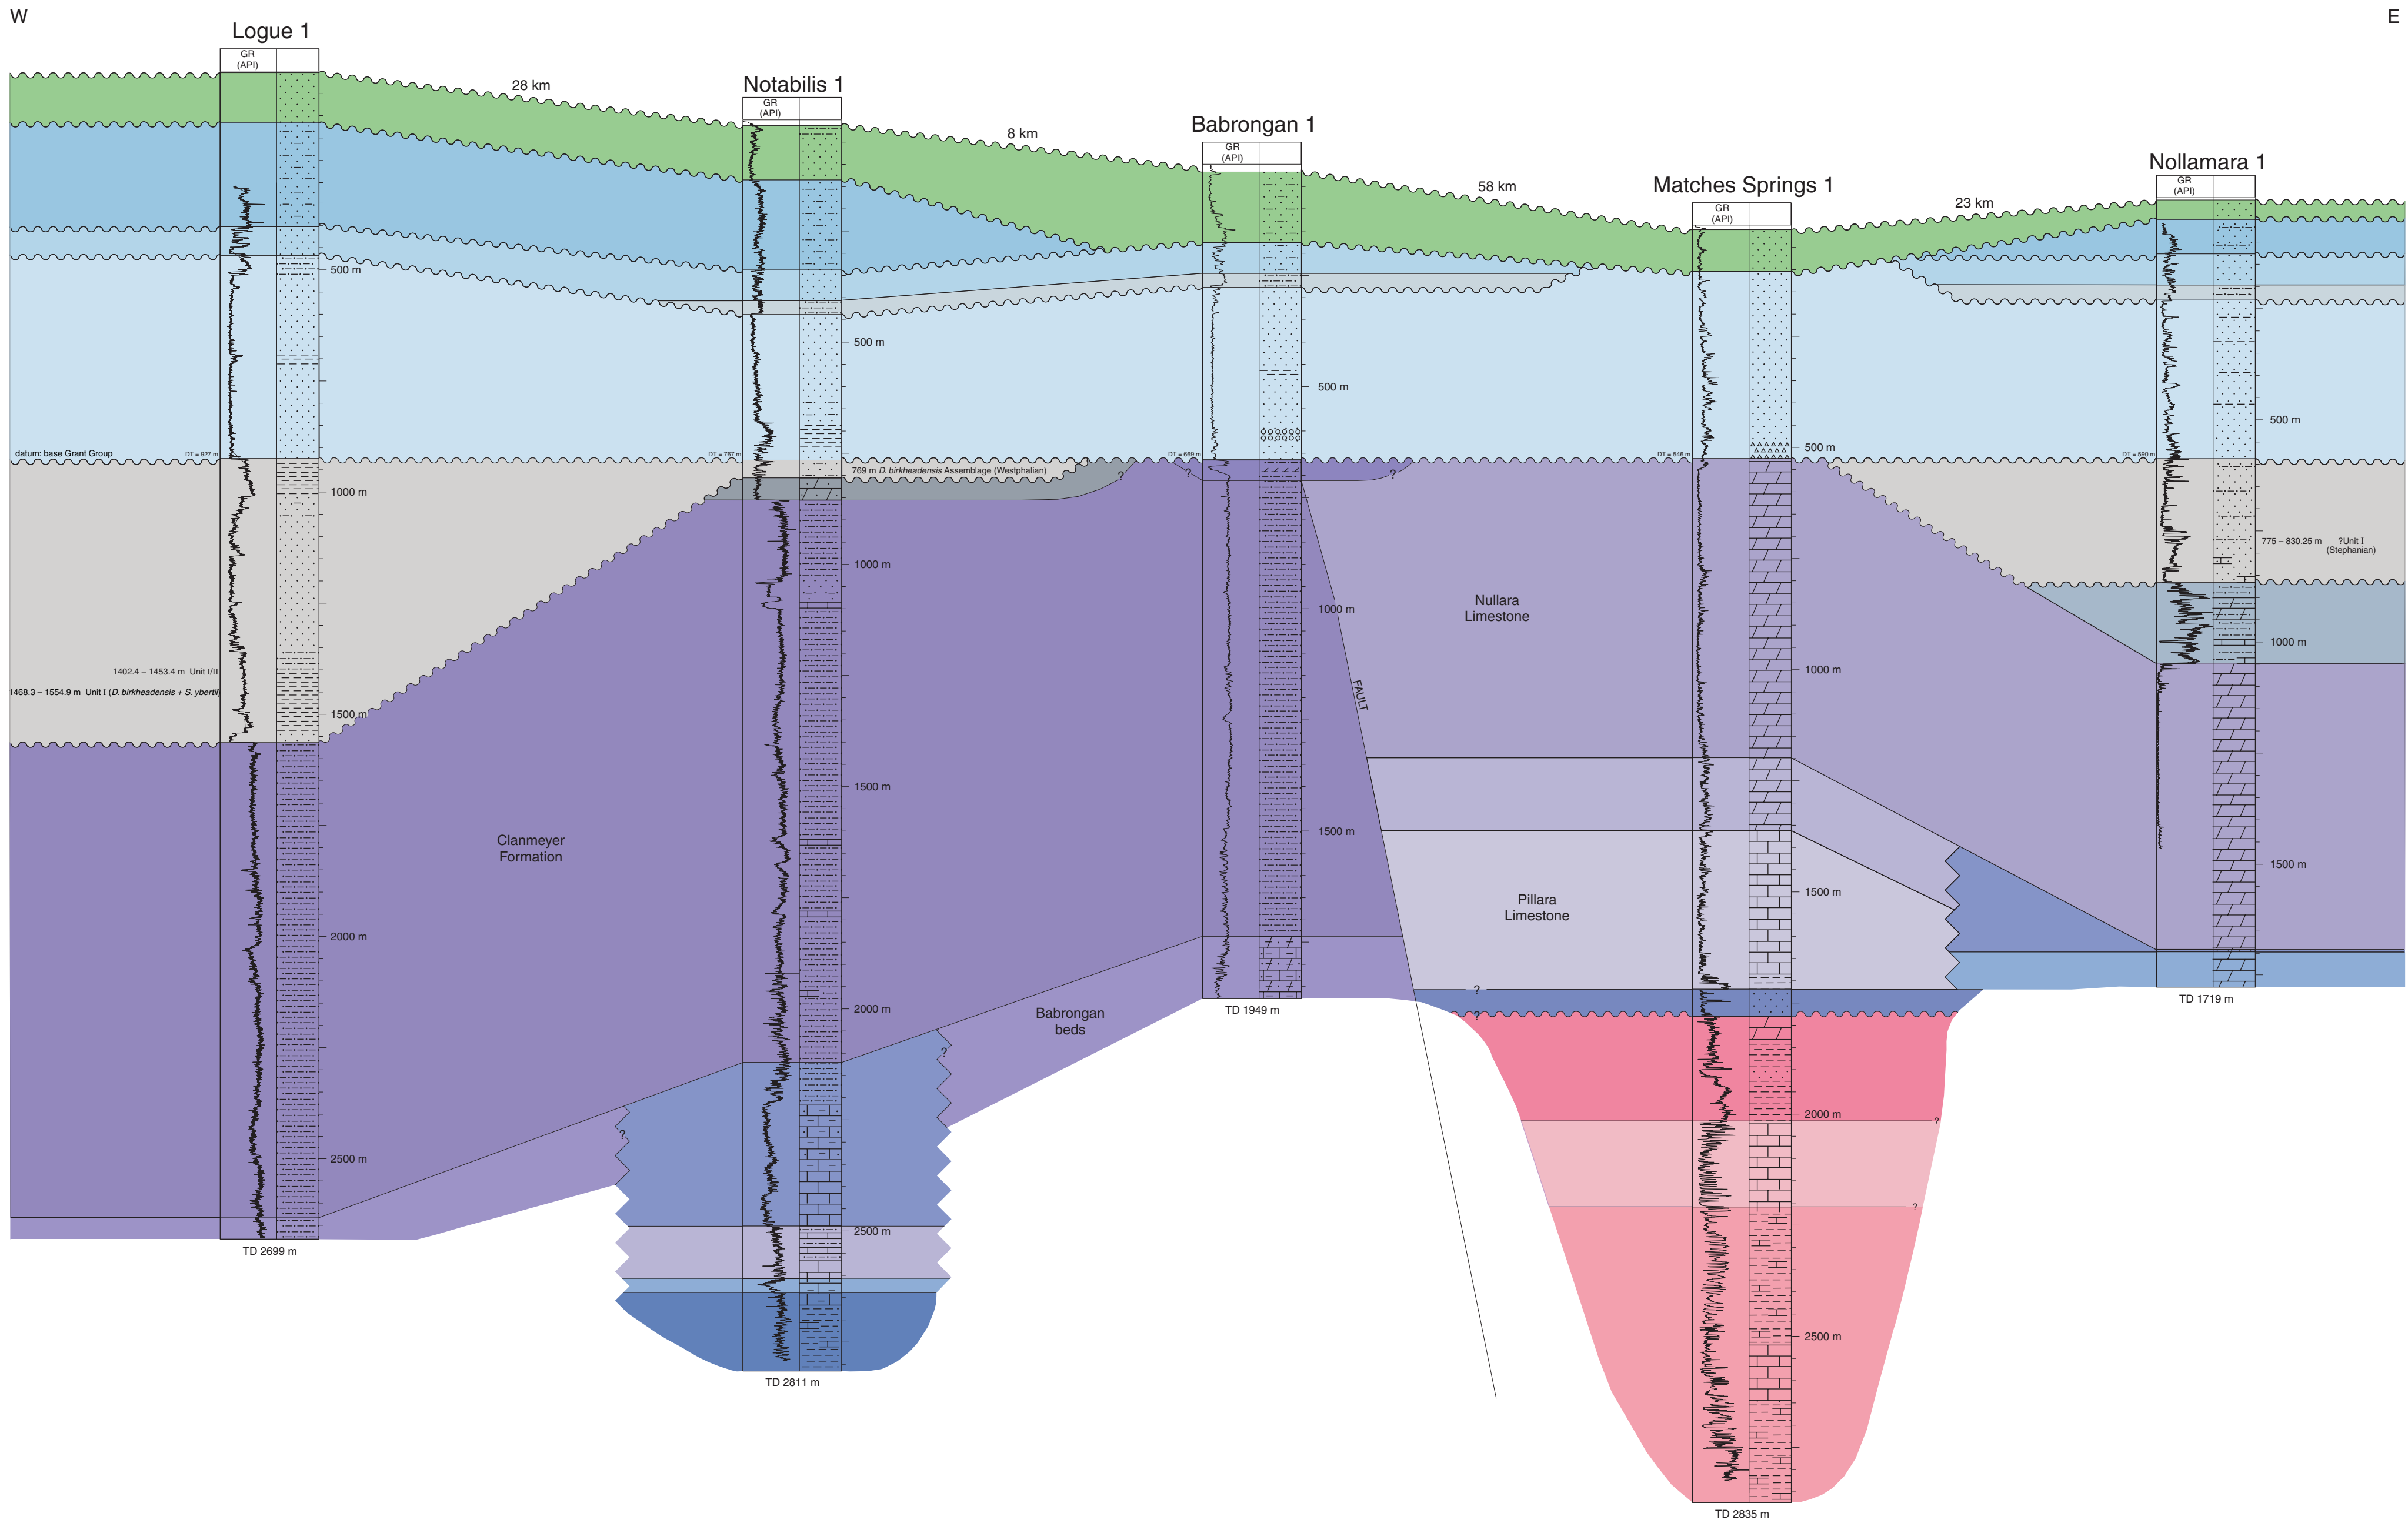 W
E
Logue 1
GR
(API)
Notabilis 1
GR
(API)
Babrongan 1
GR
(API)
Matches Springs 1
GR
(API)
Nollamara 1
GR
(API)
28 km
8 km
58 km
23 km
datum: base Grant Group
DT = 927 m
DT = 767 m
DT = 669 m
DT = 546 m
DT = 590 m
500 m
1000 m
1500 m
2000 m
2500 m
TD 2699 m
1402.4 – 1453.4 m Unit I/II
1468.3 – 1554.9 m Unit I (D. birkheadensis + S. ybertii)
Clanmeyer
Formation
?
500 m
769 m D. birkheadensis Assemblage (Westphalian)
1000 m
1500 m
2000 m
2500 m
TD 2811 m
?
?
Babrongan
beds
?
?
500 m
1000 m
1500 m
TD 1949 m
FAULT
Nullara
Limestone
Pillara
Limestone
?
?
500 m
1000 m
1500 m
2000 m
2500 m
TD 2835 m
?
?
500 m
775 – 830.25 m ?Unit I
(Stephanian)
1000 m
1500 m
TD 1719 m